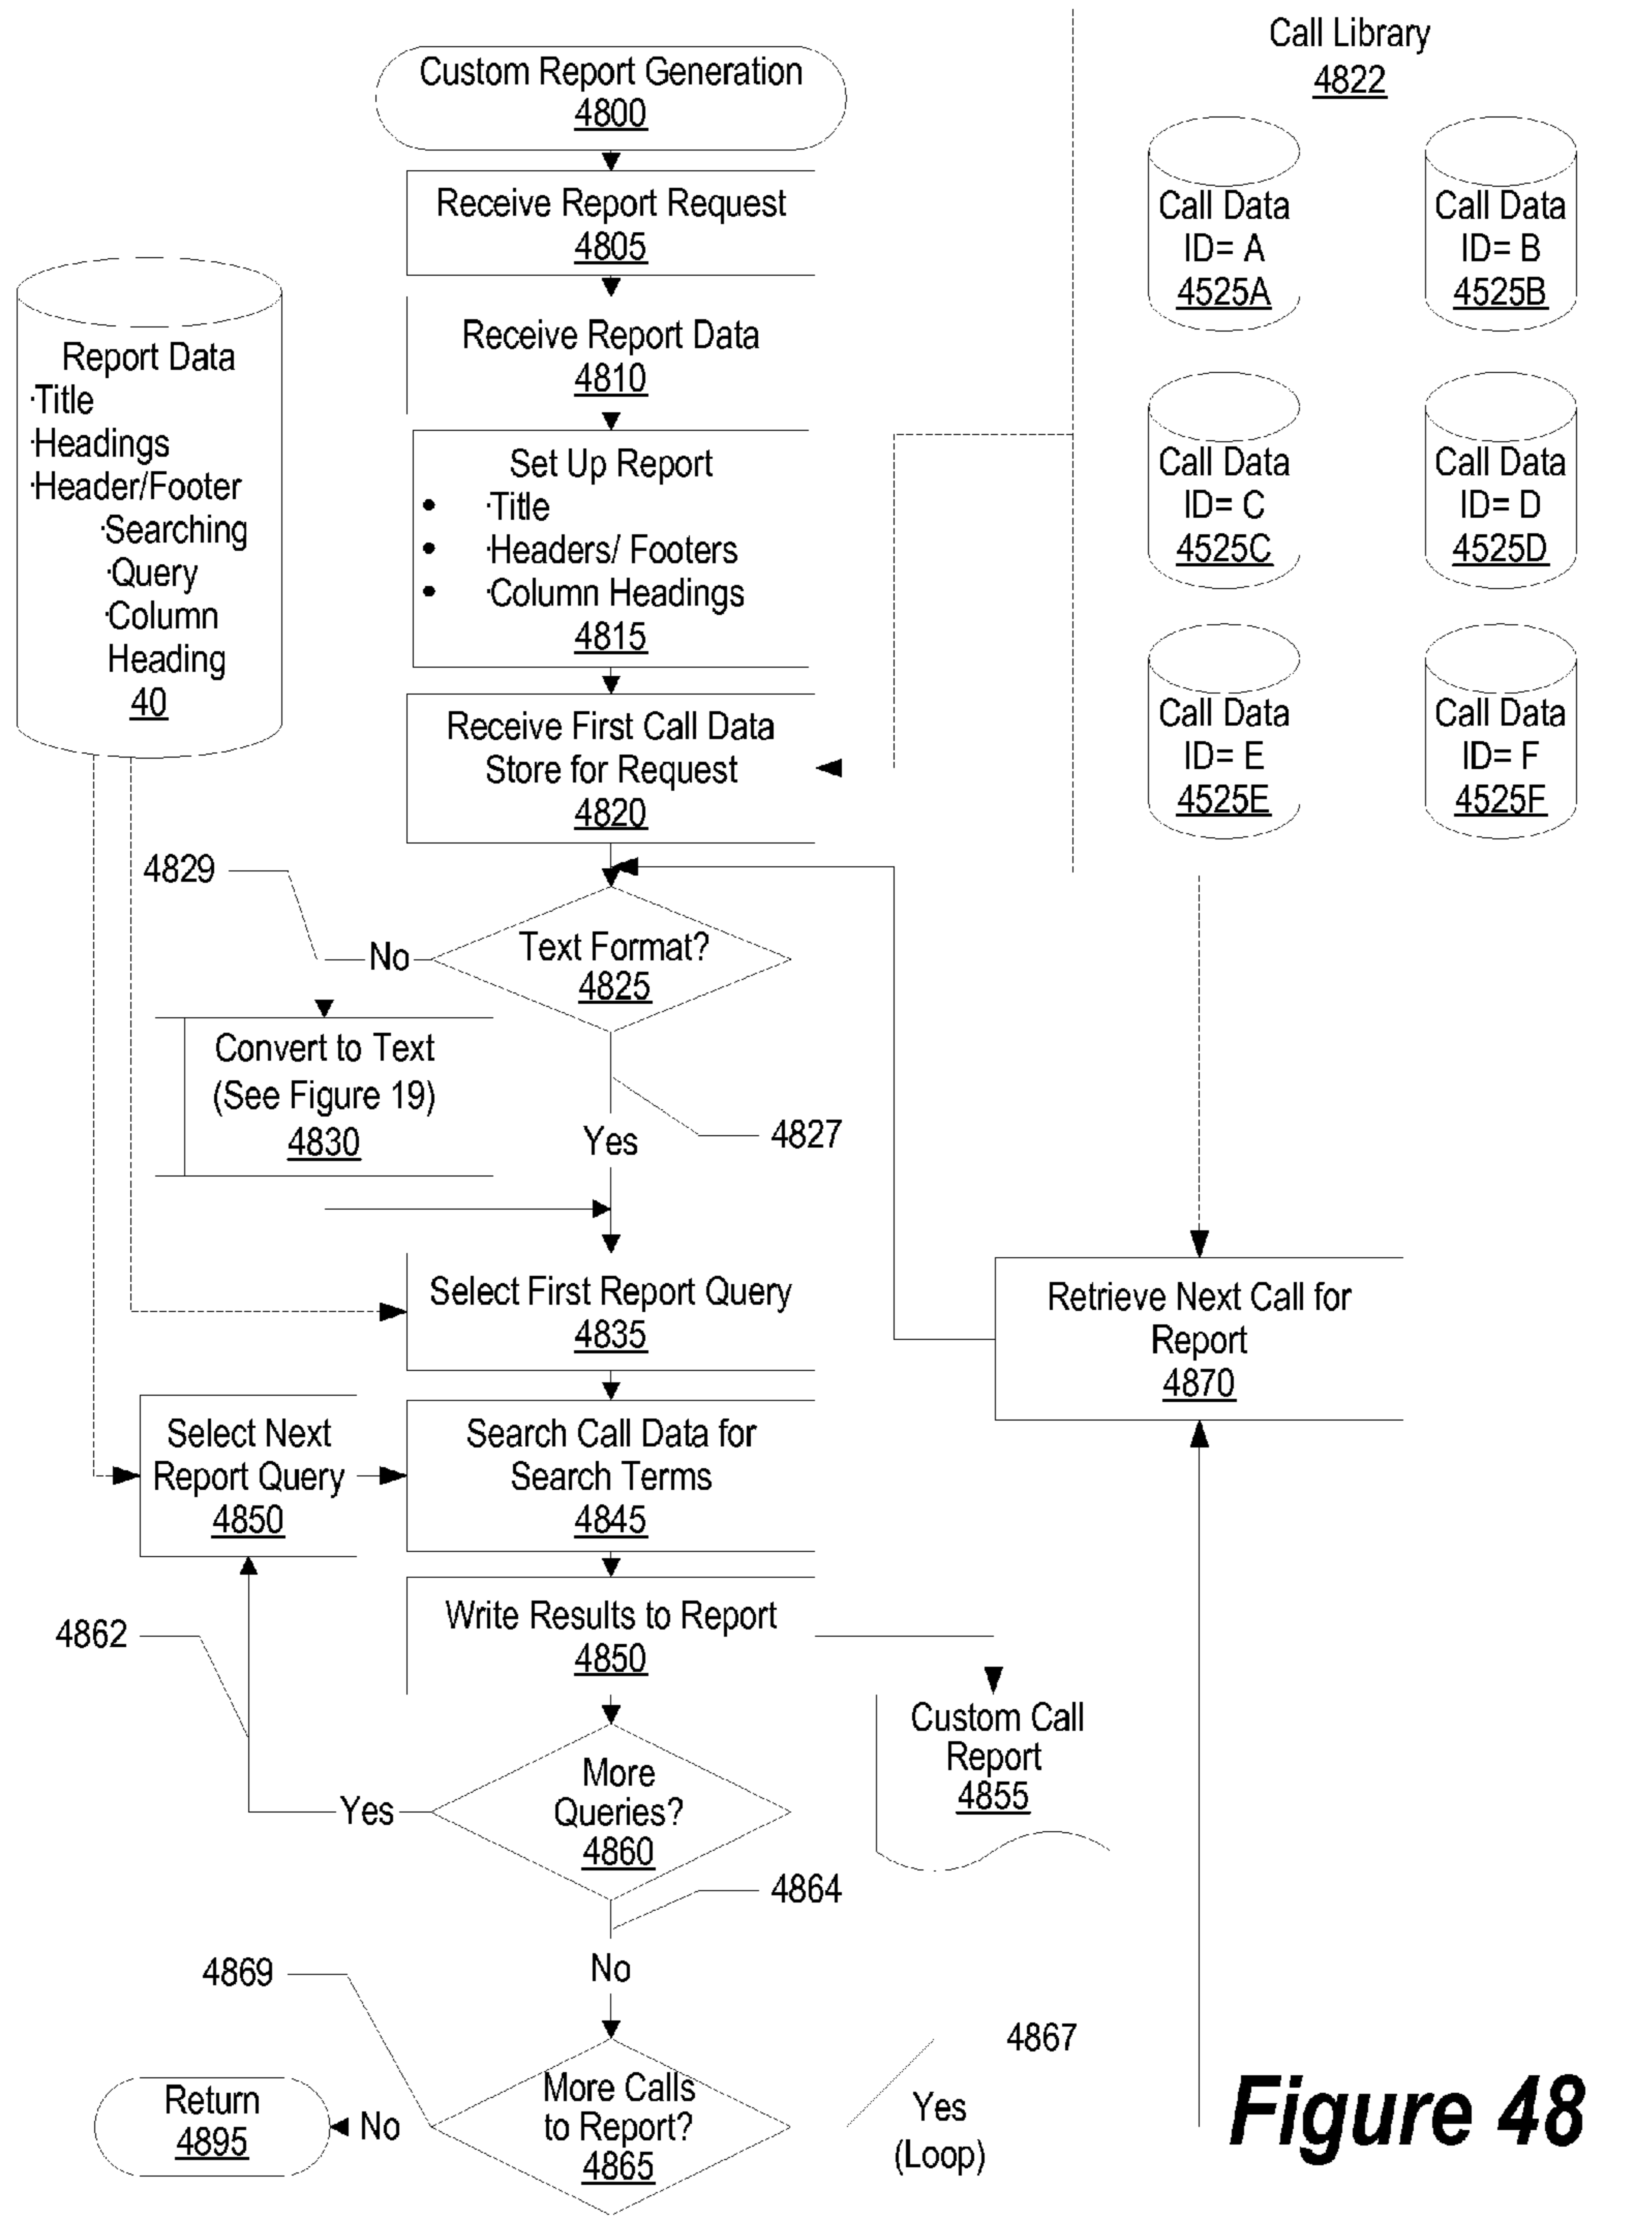 Custom Report Generation
4800
Receive Report Request
4805
Receive Report Data
4810
Set Up Report
• ·Title
• ·Headers/ Footers
• ·Column Headings
4815
Receive First Call Data
Store for Request
4820
Report Data
·Title
·Headings
·Header/Footer
·Searching
·Query
·Column
Heading
40
Call Library
4822
Call Data
ID= A
4525A
Call Data
ID= B
4525B
Call Data
ID= C
4525C
Call Data
ID= D
4525D
Call Data
ID= E
4525E
Call Data
ID= F
4525F
4829
No
Text Format?
4825
Convert to Text
(See Figure 19)
4830
Yes
4827
Select First Report Query
4835
Retrieve Next Call for
Report
4870
Select Next
Report Query
4850
Search Call Data for
Search Terms
4845
Write Results to Report
4850
4862
Custom Call
Report
4855
Yes
More
Queries?
4860
4864
No
4869
4867
More Calls
to Report?
4865
Yes
(Loop)
No
Return
4895
Figure 48